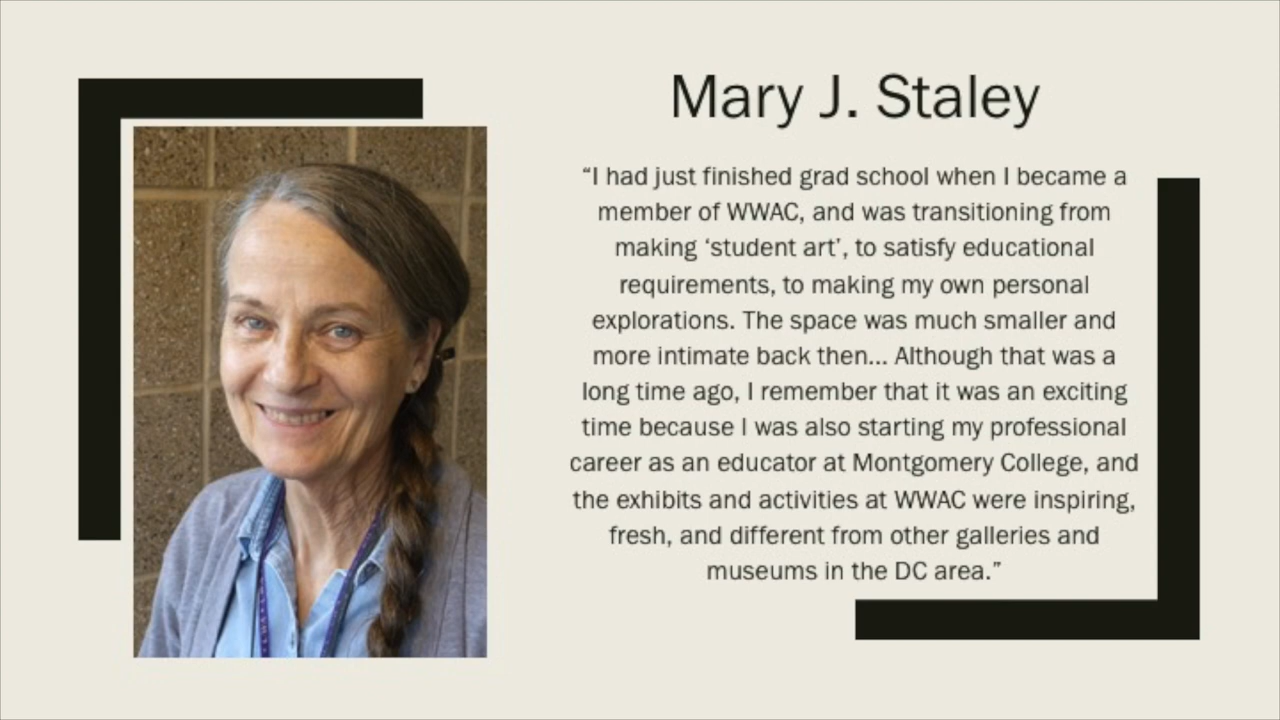 Mary J. Staley
“I had just finished grad school when I became a
member of WWAC, and was transitioning from
making ‘student art’, to satisfy educational
requirements, to making my own personal
explorations. The space was much smaller and
more intimate back then... Although that was a
long time ago, I remember that it was an exciting
time because I was also starting my professional
career as an educator at Montgomery College, and
the exhibits and activities at WWAC were inspiring,
fresh, and different from other galleries and
museums in the DC area.”